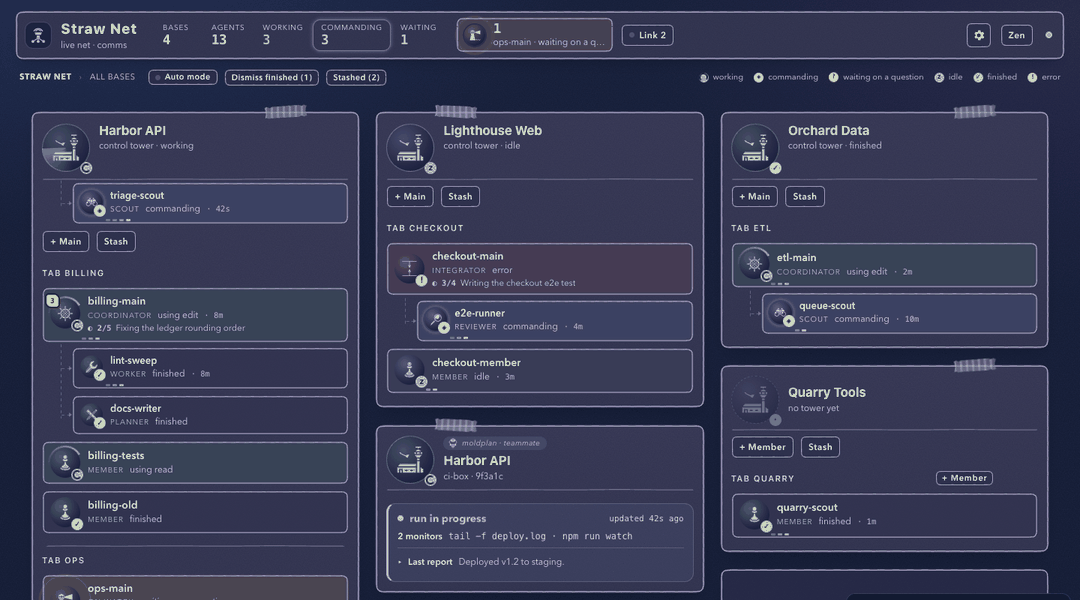 Straw Net
live net · comms
BASES
4
AGENTS
13
WORKING
3
COMMANDING
3
WAITING
1
1
ops-main · waiting on a q…
Link 2
Zen
STRAW NET · ALL BASES
Auto mode
Dismiss finished (1)
Stashed (2)
working
commanding
waiting on a question
idle
finished
error
Harbor API
control tower · working
triage-scout
SCOUT commanding · 42s
+ Main
Stash
TAB BILLING
3
billing-main
COORDINATOR using edit · 8m
2/5 Fixing the ledger rounding order
lint-sweep
WORKER finished · 8m
docs-writer
PLANNER finished
billing-tests
MEMBER using read
billing-old
MEMBER finished
TAB OPS
ops-main
Lighthouse Web
control tower · idle
+ Main
Stash
TAB CHECKOUT
checkout-main
INTEGRATOR error
3/4 Writing the checkout e2e test
e2e-runner
REVIEWER commanding · 4m
checkout-member
MEMBER idle · 3m
moldplan · teammate
Harbor API
ci-box · 9f3a1c
run in progress
updated 42s ago
2 monitors tail -f deploy.log · npm run watch
• Last report Deployed v1.2 to staging.
Orchard Data
control tower · finished
+ Main
Stash
TAB ETL
etl-main
COORDINATOR using edit · 2m
queue-scout
SCOUT commanding · 10m
Quarry Tools
no tower yet
+ Member
Stash
TAB QUARRY
+ Member
quarry-scout
MEMBER finished · 1m